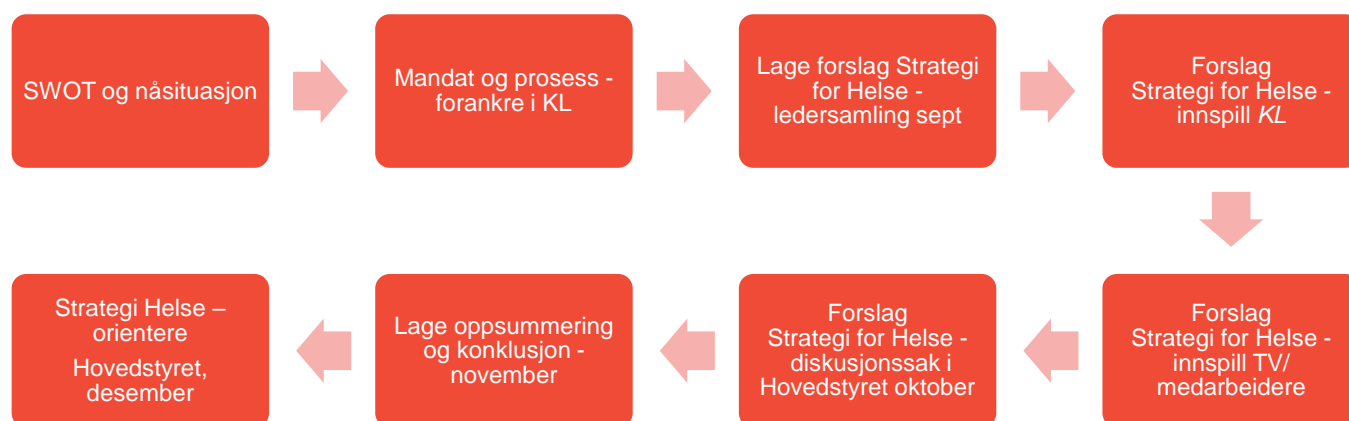 SWOT og nåsituasjon
Mandat og prosess -
forankre i KL
Lage forslag Strategi
for Helse -
ledersamling sept
Forslag
Strategi for Helse -
innspill KL
Forslag
Strategi for Helse -
innspill TV/
medarbeidere
Forslag
Strategi for Helse -
diskusjonssak i
Hovedstyret oktober
Lage oppsummering
og konklusjon -
november
Strategi Helse –
orientere
Hovedstyret,
desember